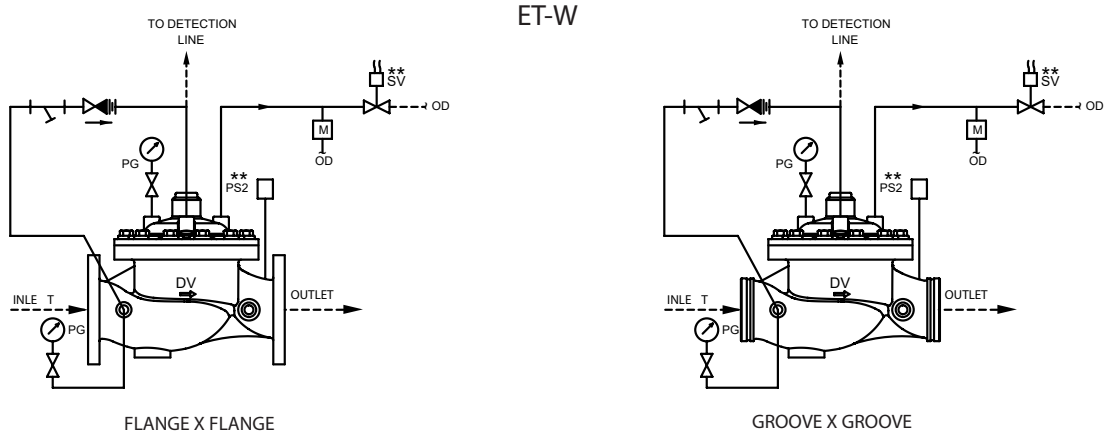 ET-W
TO DETECTION
LINE
**
SV
OD
M
OD
PG
**
PS2
DV
INLE T
OUTLET
PG
FLANGE X FLANGE
TO DETECTION
LINE
**
SV
OD
M
OD
PG
**
PS2
DV
INLE T
OUTLET
PG
GROOVE X GROOVE